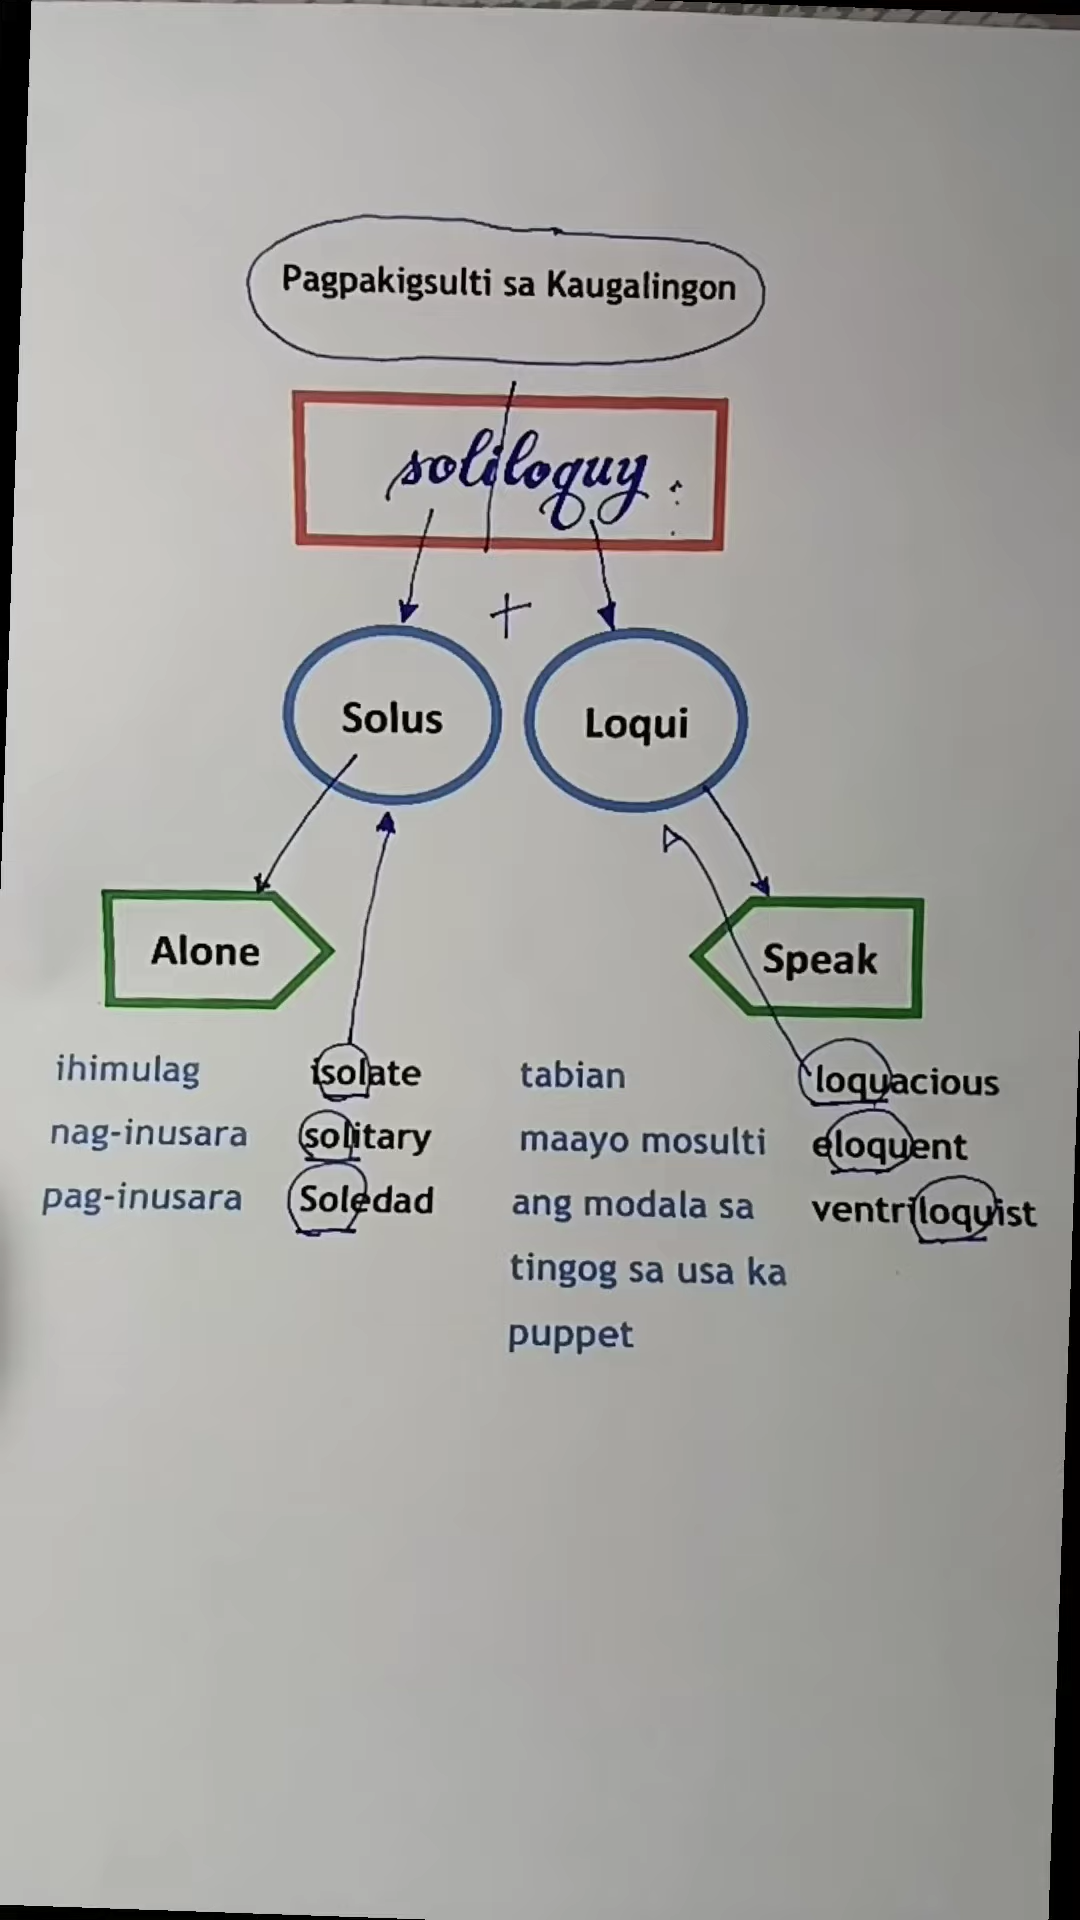 Pagpakigsulti sa Kaugalingon
soliloquy
+
Solus
Loqui
Alone
Speak
ihimulag isolate
nag-inusara solitary
pag-inusara Soledad
tabian loquacious
maayo mosulti eloquent
ang modala sa ventriloquist
tingog sa usa ka
puppet